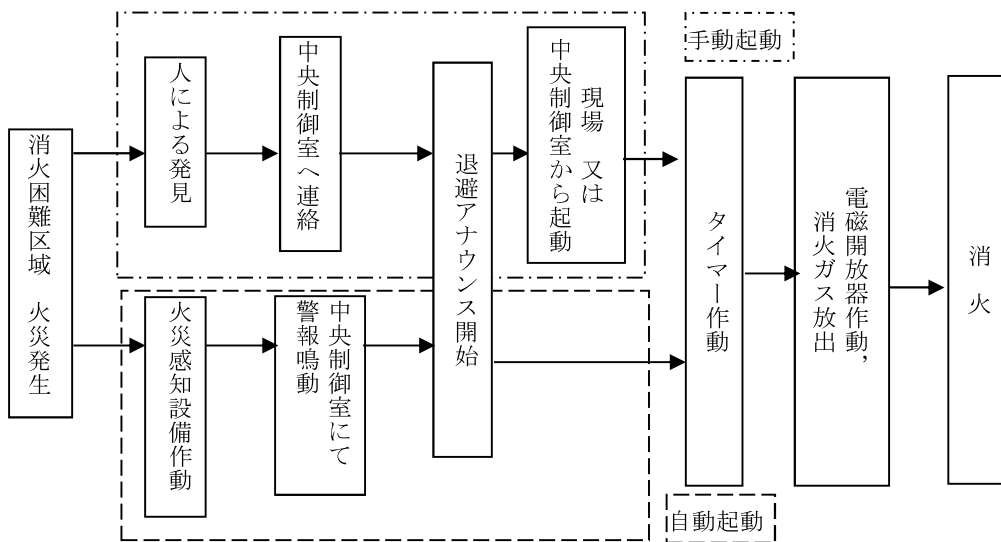 消火困難区域　火災発生
人による発見
中央制御室へ連絡
退避アナウンス開始
現場　又は
中央制御室から起動
手動起動
火災感知設備作動
中央制御室にて
警報鳴動
自動起動
タイマー作動
電磁開放器作動，
消火ガス放出
消　火